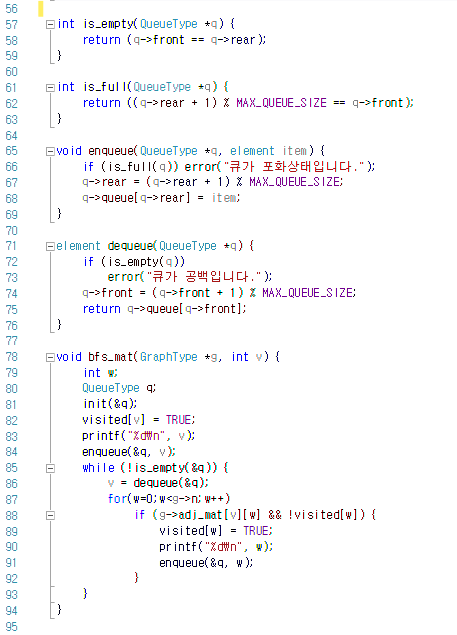 56
57 int is_empty(QueueType *q) {
58 return (q->front == q->rear);
59 }
60
61 int is_full(QueueType *q) {
62 return ((q->rear + 1) % MAX_QUEUE_SIZE == q->front);
63 }
64
65 void enqueue(QueueType *q, element item) {
66 if (is_full(q)) error("큐가 포화상태입니다.");
67 q->rear = (q->rear + 1) % MAX_QUEUE_SIZE;
68 q->queue[q->rear] = item;
69 }
70
71 element dequeue(QueueType *q) {
72 if (is_empty(q))
73 error("큐가 공백입니다.");
74 q->front = (q->front + 1) % MAX_QUEUE_SIZE;
75 return q->queue[q->front];
76 }
77
78 void bfs_mat(GraphType *g, int v) {
79 int w;
80 QueueType q;
81 init(&q);
82 visited[v] = TRUE;
83 printf("%d₩n", v);
84 enqueue(&q, v);
85 while (!is_empty(&q)) {
86 v = dequeue(&q);
87 for(w=0;w<g->n;w++)
88 if (g->adj_mat[v][w] && !visited[w]) {
89 visited[w] = TRUE;
90 printf("%d₩n", w);
91 enqueue(&q, w);
92 }
93 }
94 }
95